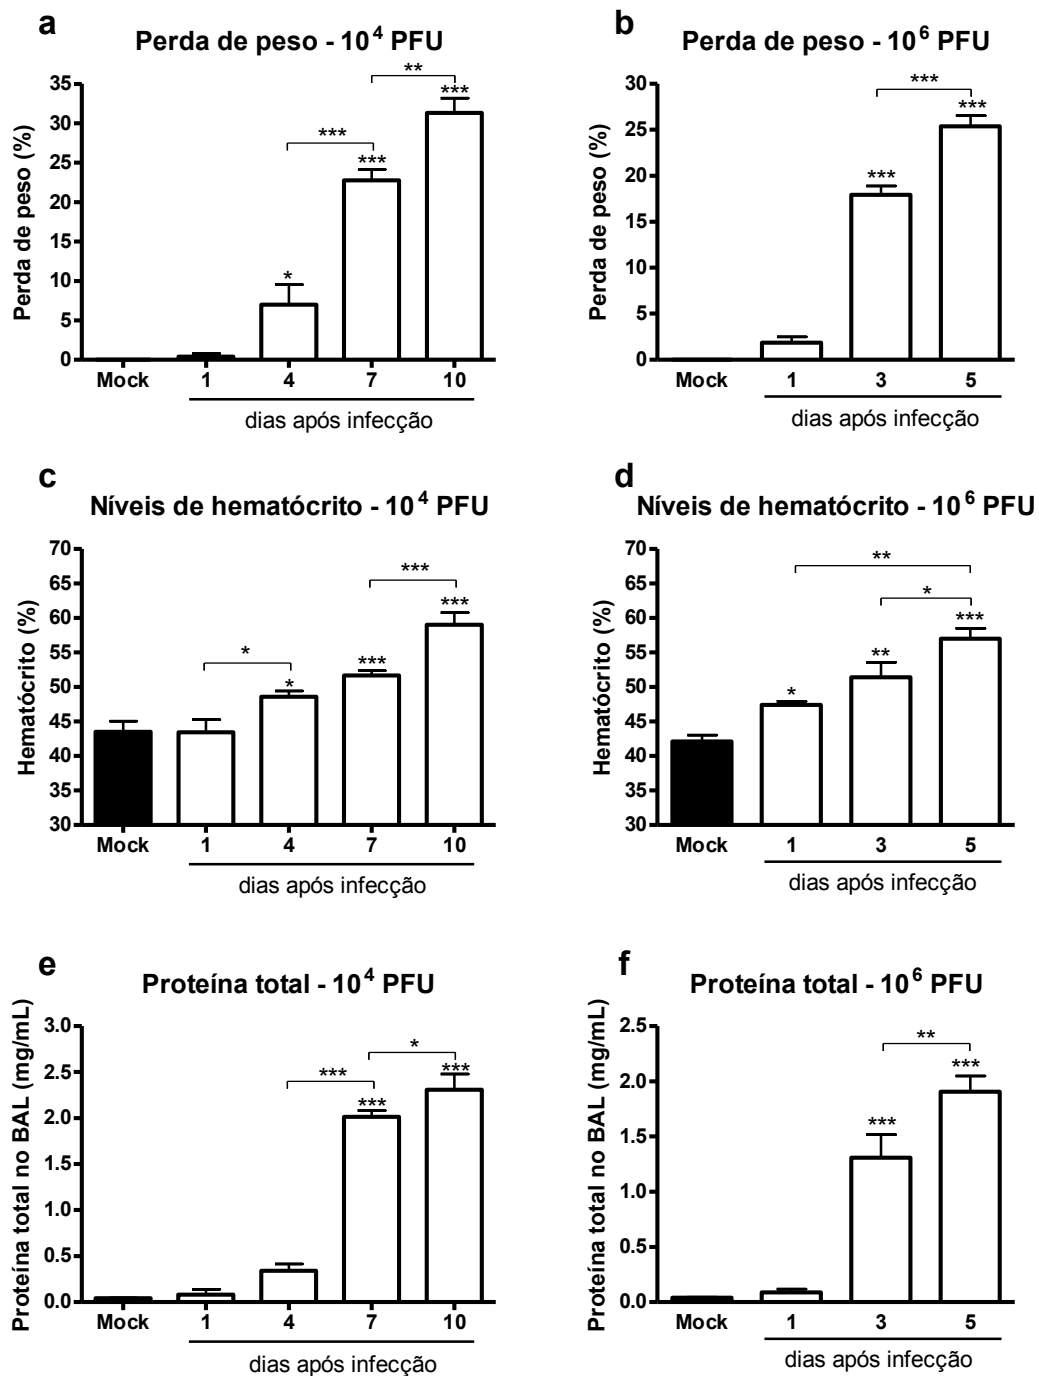 a
Perda de peso - 10⁴ PFU
Perda de peso (%)
35
30
25
20
15
10
5
0
*
***
***
**
***
Mock 1 4 7 10
dias após infecção
b
Perda de peso - 10⁶ PFU
Perda de peso (%)
30
25
20
15
10
5
0
***
***
***
Mock 1 3 5
dias após infecção
c
Níveis de hematócrito - 10⁴ PFU
Hematócrito (%)
70
65
60
55
50
45
40
35
30
*
*
***
***
***
Mock 1 4 7 10
dias após infecção
d
Níveis de hematócrito - 10⁶ PFU
Hematócrito (%)
70
65
60
55
50
45
40
35
30
**
*
*
**
***
Mock 1 3 5
dias após infecção
e
Proteína total - 10⁴ PFU
Proteína total no BAL (mg/mL)
3.0
2.5
2.0
1.5
1.0
0.5
0.0
***
***
*
***
Mock 1 4 7 10
dias após infecção
f
Proteína total - 10⁶ PFU
Proteína total no BAL (mg/mL)
2.5
2.0
1.5
1.0
0.5
0.0
**
***
***
Mock 1 3 5
dias após infecção